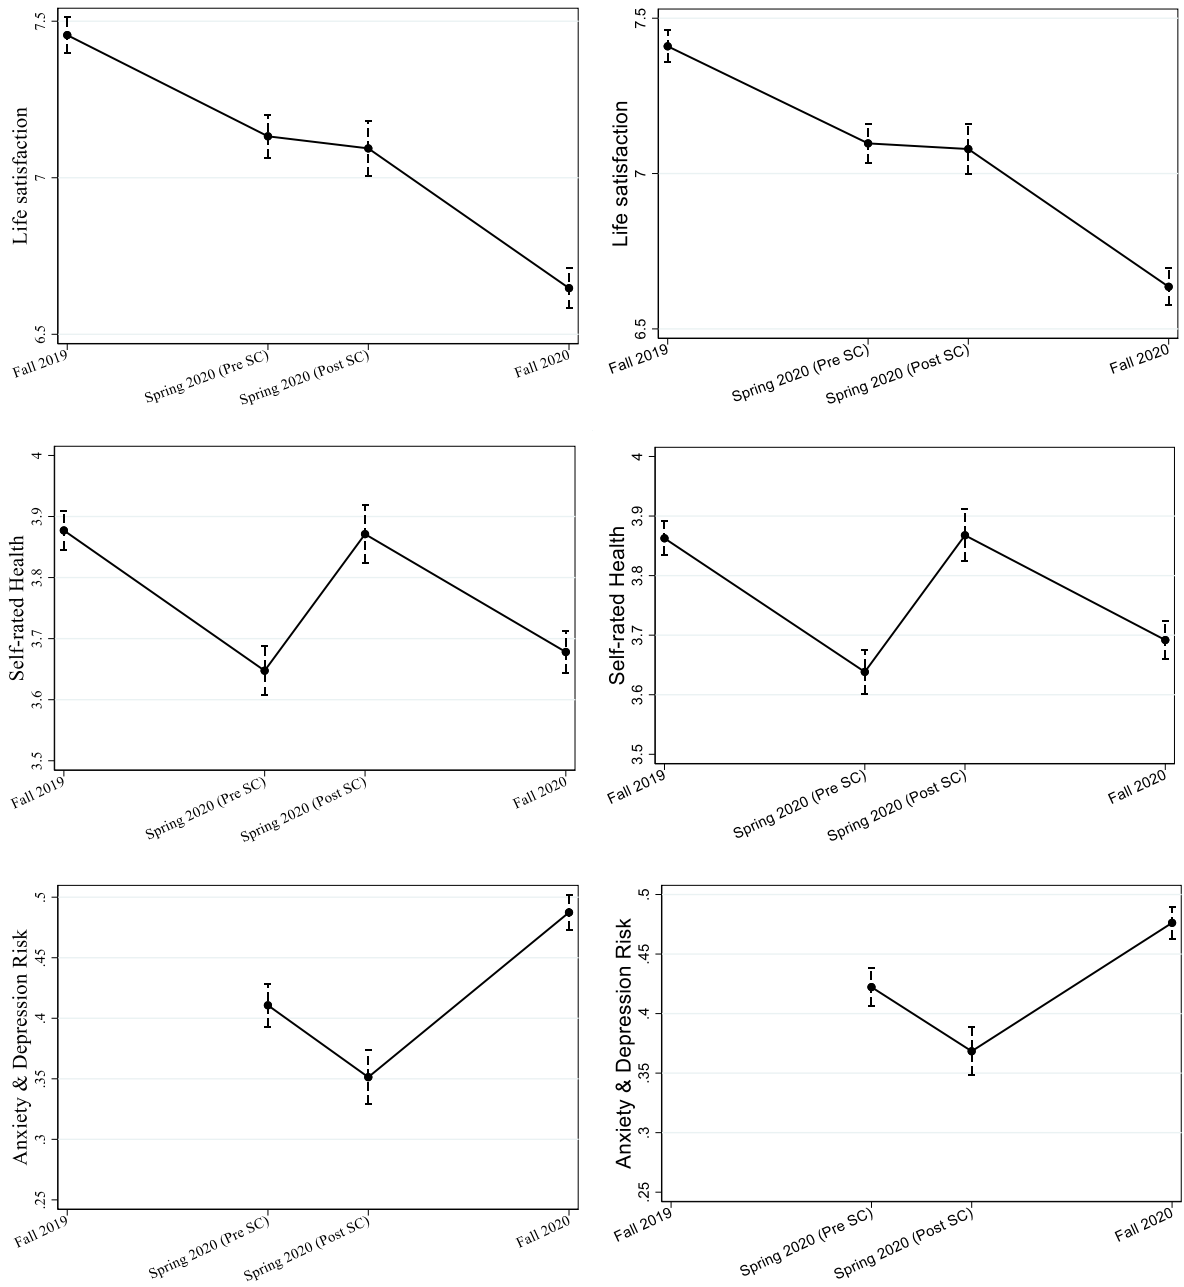 Life satisfaction
7.5
7
6.5
Fall 2019
Spring 2020 (Pre SC)
Spring 2020 (Post SC)
Fall 2020
Life satisfaction
7.5
7
6.5
Fall 2019
Spring 2020 (Pre SC)
Spring 2020 (Post SC)
Fall 2020
Self-rated Health
4
3.9
3.8
3.7
3.6
3.5
Fall 2019
Spring 2020 (Pre SC)
Spring 2020 (Post SC)
Fall 2020
Self-rated Health
4
3.9
3.8
3.7
3.6
3.5
Fall 2019
Spring 2020 (Pre SC)
Spring 2020 (Post SC)
Fall 2020
Anxiety & Depression Risk
.5
.45
.4
.35
.3
.25
Fall 2019
Spring 2020 (Pre SC)
Spring 2020 (Post SC)
Fall 2020
Anxiety & Depression Risk
.5
.45
.4
.35
.3
.25
Fall 2019
Spring 2020 (Pre SC)
Spring 2020 (Post SC)
Fall 2020